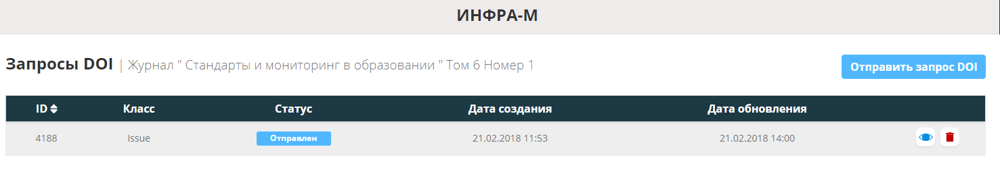 ИНФРА-М
Запросы DOI | Журнал " Стандарты и мониторинг в образовании " Том 6 Номер 1
Отправить запрос DOI
ID Класс Статус Дата создания Дата обновления
4188 Issue Отправлен 21.02.2018 11:53 21.02.2018 14:00